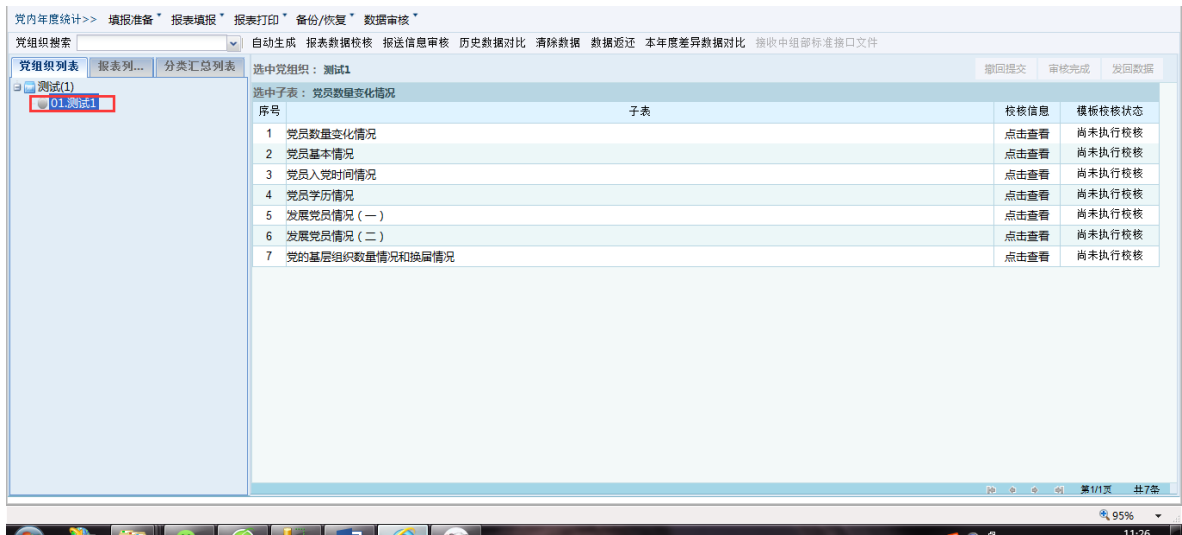 党内年度统计>> 填报准备 报表填报 报表打印 备份/恢复 数据审核
党组织搜索 自动生成 报表数据校核 报送信息审核 历史数据对比 清除数据 数据返还 本年度差异数据对比 接收中组部标准接口文件
党组织列表 报表列... 分类汇总列表 选中党组织： 测试1 撤回提交 审核完成 发回数据
测试(1)
01.测试1
选中子表： 党员数量变化情况
序号 子表 校核信息 模板校核状态
1 党员数量变化情况 点击查看 尚未执行校核
2 党员基本情况 点击查看 尚未执行校核
3 党员入党时间情况 点击查看 尚未执行校核
4 党员学历情况 点击查看 尚未执行校核
5 发展党员情况（一） 点击查看 尚未执行校核
6 发展党员情况（二） 点击查看 尚未执行校核
7 党的基层组织数量情况和换届情况 点击查看 尚未执行校核
第1/1页 共7条
95%
11:26